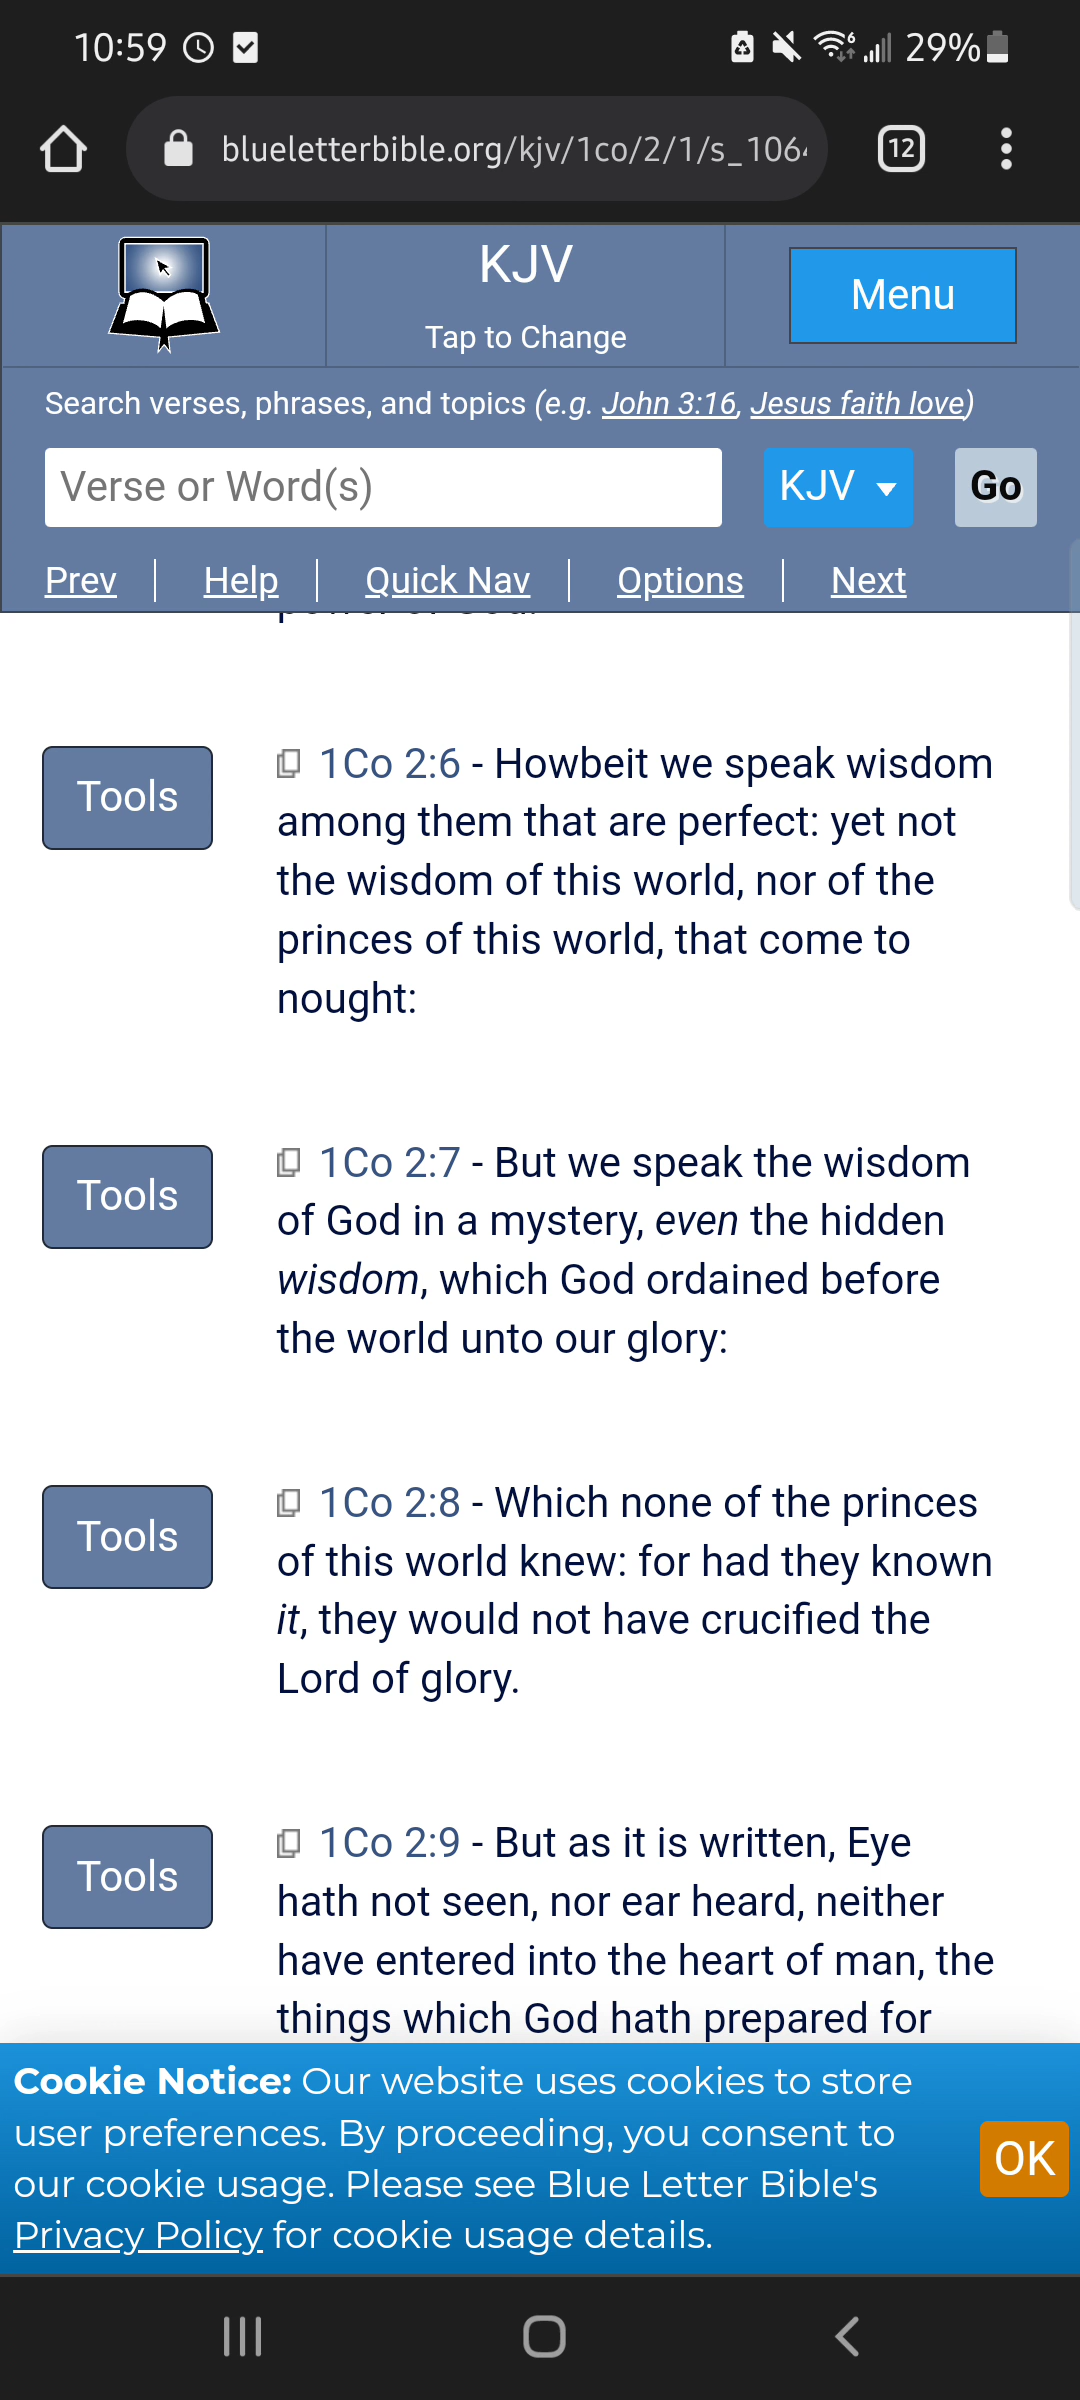 10:59
6
29%
blueletterbible.org/kjv/1co/2/1/s_106
12
KJV
Tap to Change
Menu
Search verses, phrases, and topics (e.g. John 3:16, Jesus faith love)
Verse or Word(s)
KJV
Go
Prev
Help
Quick Nav
Options
Next
Tools
1Co 2:6 - Howbeit we speak wisdom
among them that are perfect: yet not
the wisdom of this world, nor of the
princes of this world, that come to
nought:
Tools
1Co 2:7 - But we speak the wisdom
of God in a mystery, even the hidden
wisdom, which God ordained before
the world unto our glory:
Tools
1Co 2:8 - Which none of the princes
of this world knew: for had they known
it, they would not have crucified the
Lord of glory.
Tools
1Co 2:9 - But as it is written, Eye
hath not seen, nor ear heard, neither
have entered into the heart of man, the
things which God hath prepared for
Cookie Notice: Our website uses cookies to store
user preferences. By proceeding, you consent to
our cookie usage. Please see Blue Letter Bible's
Privacy Policy for cookie usage details.
OK